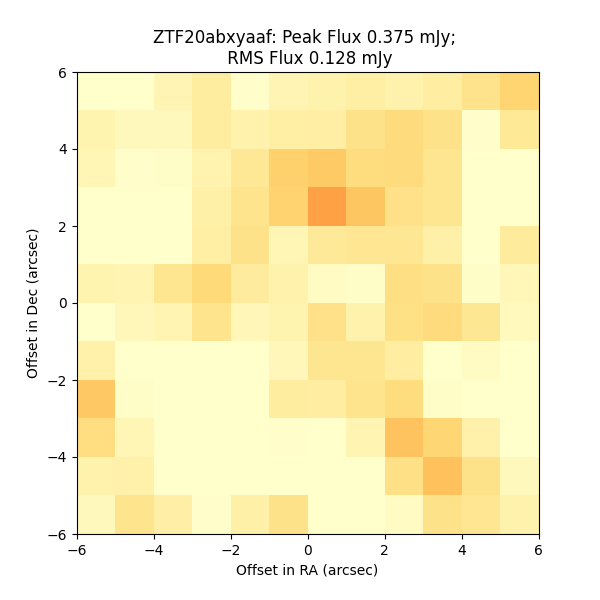 ZTF20abxyaaf: Peak Flux 0.375 mJy;
RMS Flux 0.128 mJy
6
4
2
0
−2
−4
−6
Offset in Dec (arcsec)
−6 −4 −2 0 2 4 6
Offset in RA (arcsec)